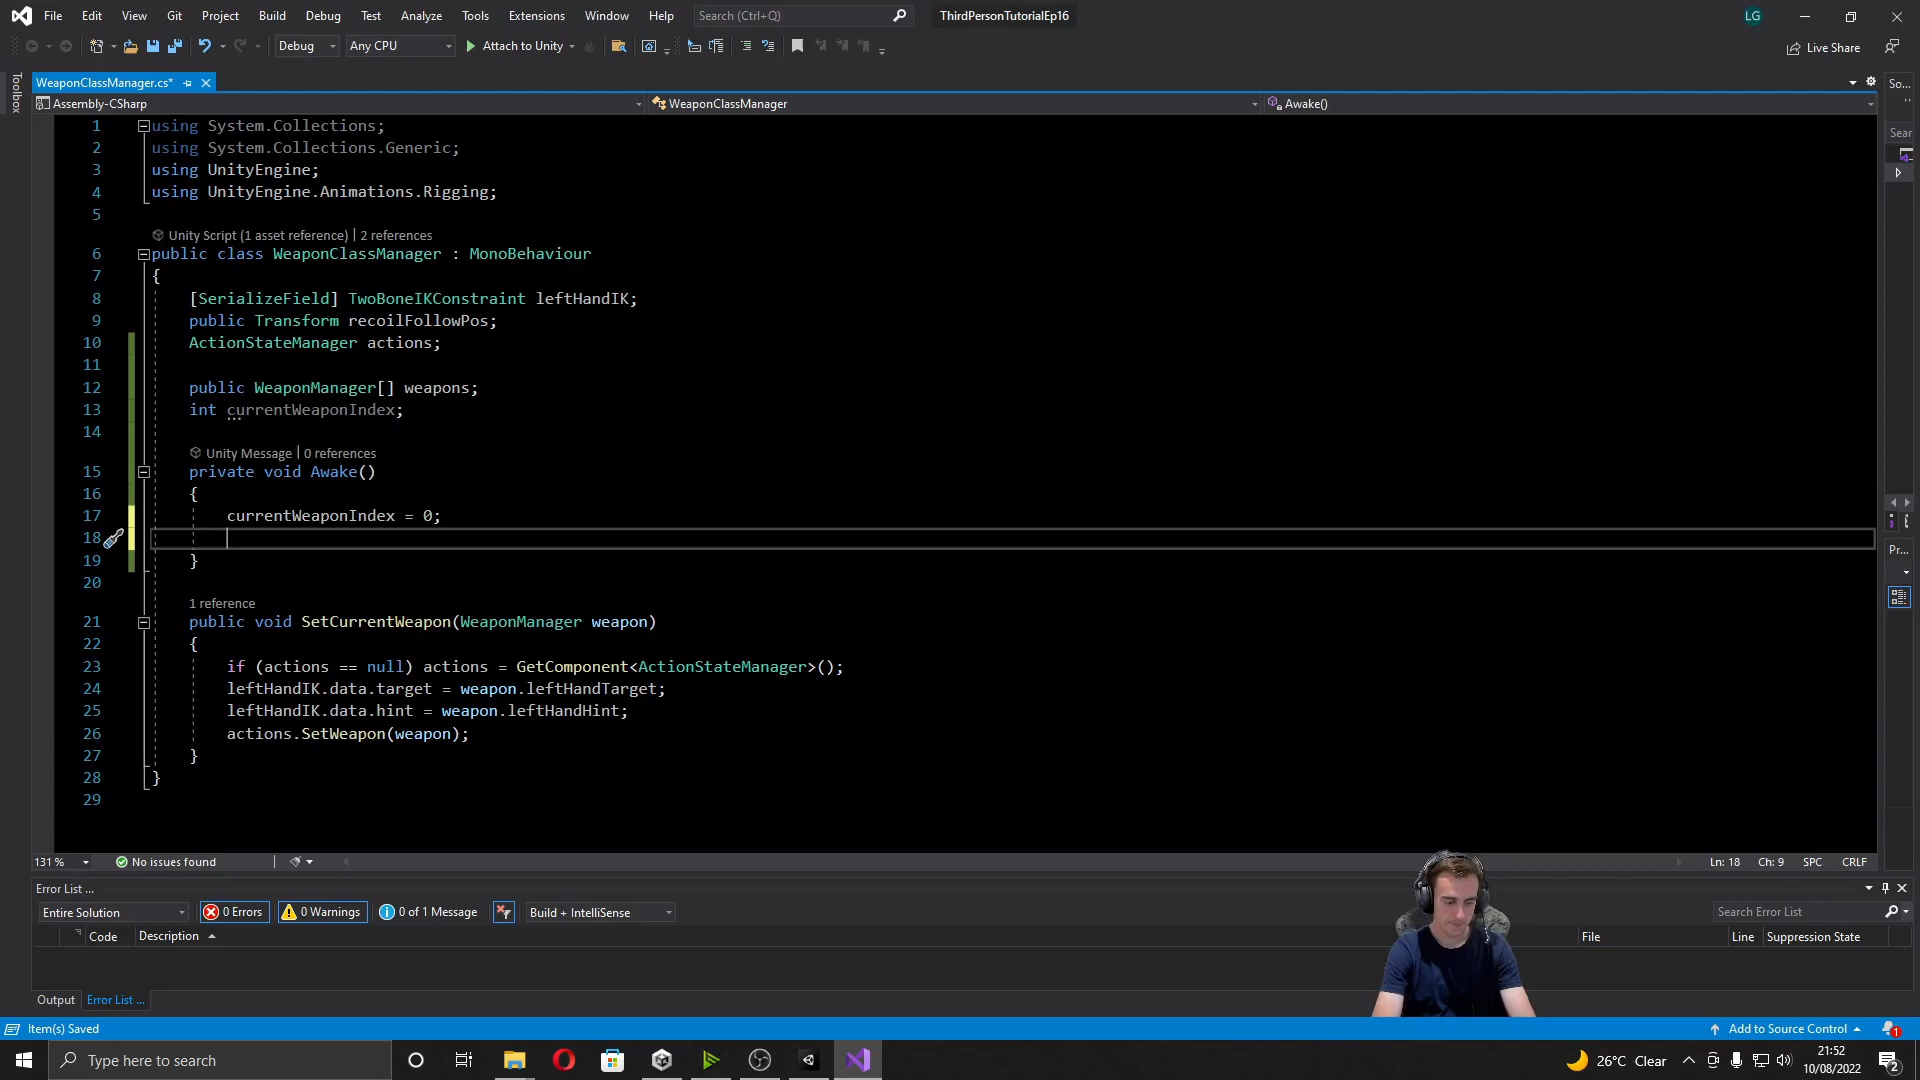 File Edit View Git Project Build Debug Test Analyze Tools Extensions Window Help Search (Ctrl+Q) ThirdPersonTutorialEp16 LG
Debug Any CPU Attach to Unity Live Share
Toolbox
WeaponClassManager.cs* So...
Assembly-CSharp WeaponClassManager Awake()
1 using System.Collections;
2 using System.Collections.Generic; Sear
3 using UnityEngine;
4 using UnityEngine.Animations.Rigging;
5
Unity Script (1 asset reference) | 2 references
6 public class WeaponClassManager : MonoBehaviour
7 {
8 [SerializeField] TwoBoneIKConstraint leftHandIK;
9 public Transform recoilFollowPos;
10 ActionStateManager actions;
11
12 public WeaponManager[] weapons;
13 int currentWeaponIndex;
14
Unity Message | 0 references
15 private void Awake()
16 {
17 currentWeaponIndex = 0;
18
19 }
Pr...
20
1 reference
21 public void SetCurrentWeapon(WeaponManager weapon)
22 {
23 if (actions == null) actions = GetComponent<ActionStateManager>();
24 leftHandIK.data.target = weapon.leftHandTarget;
25 leftHandIK.data.hint = weapon.leftHandHint;
26 actions.SetWeapon(weapon);
27 }
28 }
29
131 % No issues found Ln: 18 Ch: 9 SPC CRLF
Error List ...
Entire Solution 0 Errors 0 Warnings 0 of 1 Message Build + IntelliSense Search Error List
Code Description File Line Suppression State
Output Error List ...
Item(s) Saved Add to Source Control 1
Type here to search 26°C Clear 21:52
10/08/2022 2